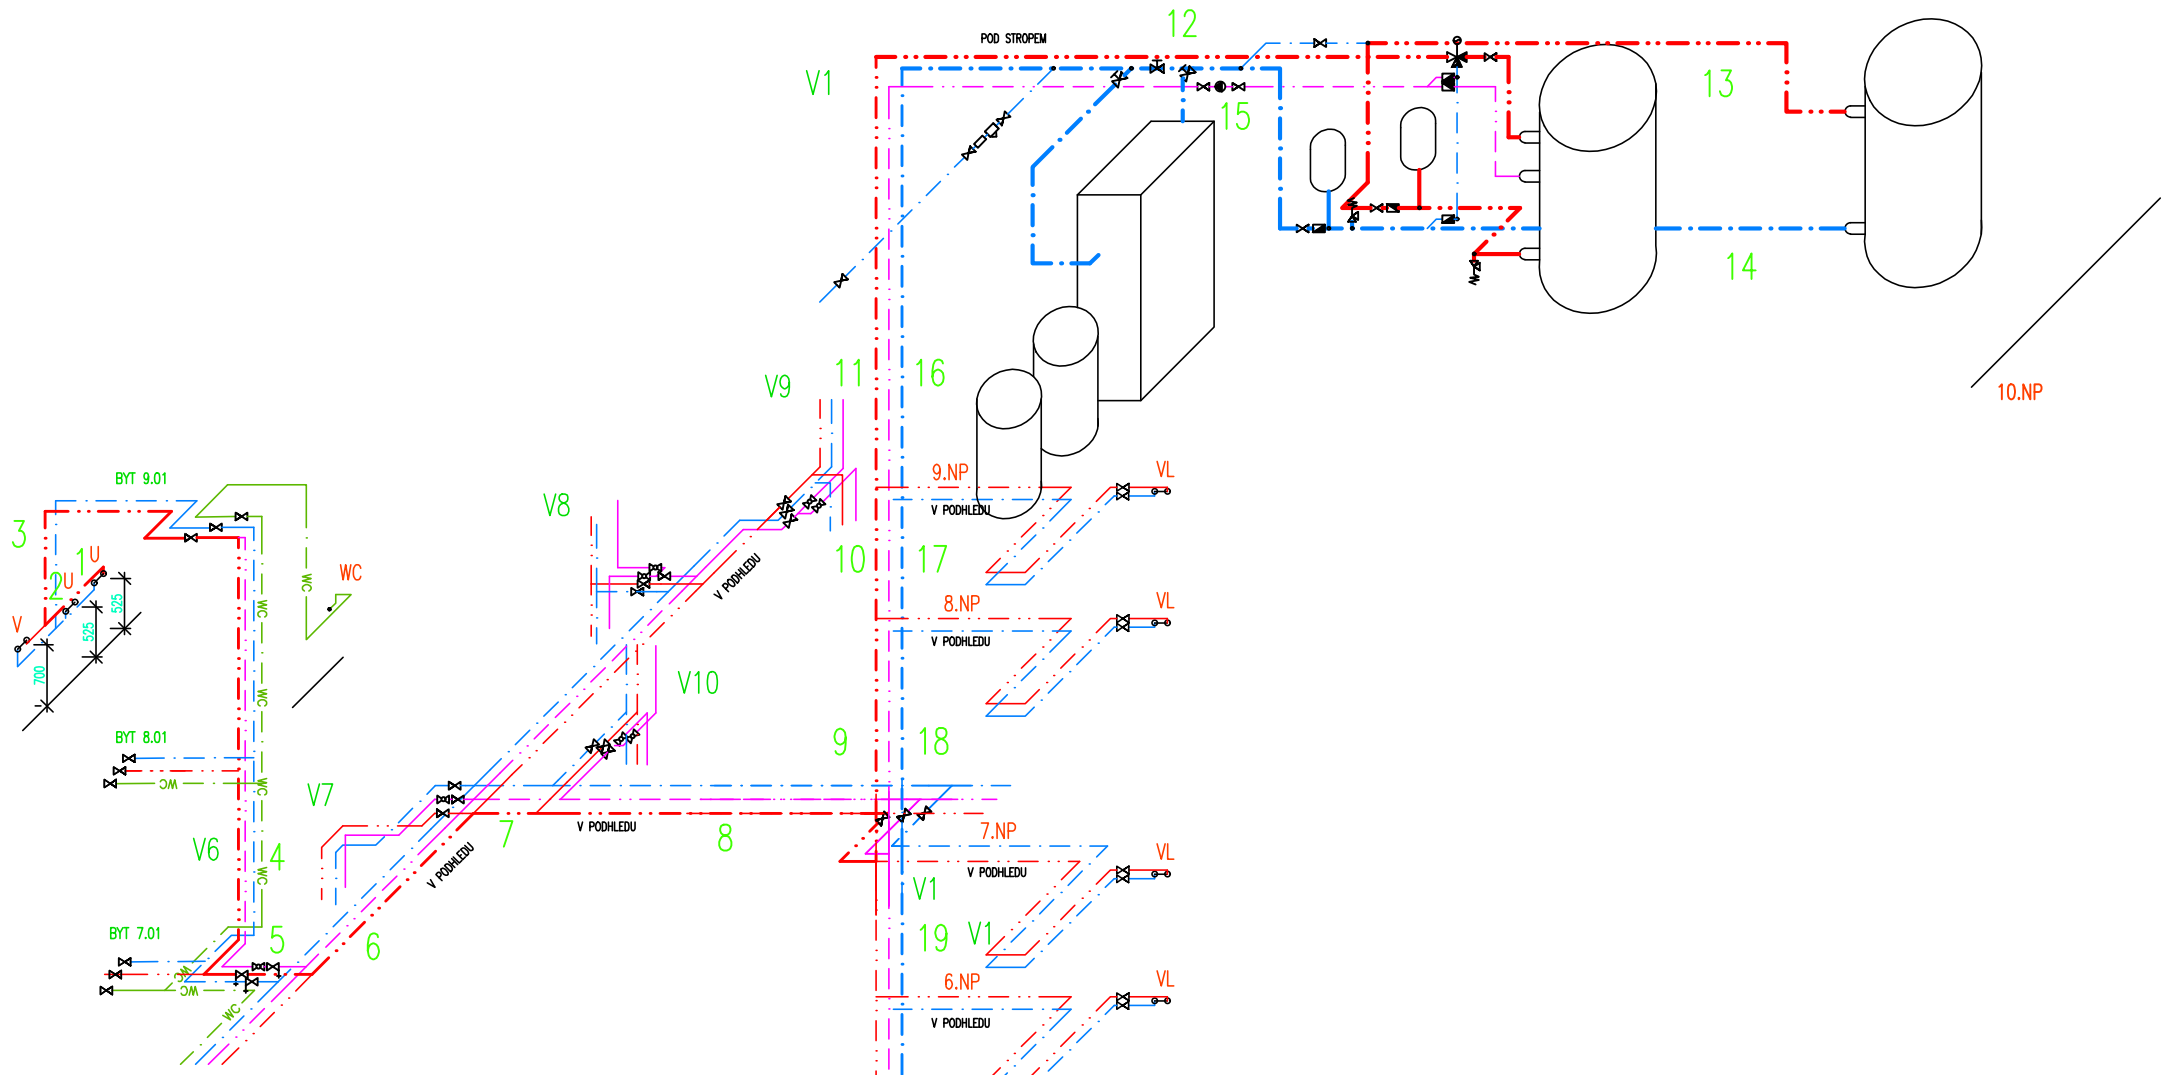 12
POD STROPEM
V1
13
15
14
11
16
V9
10.NP
9.NP
VL
BYT 9.01
V8
V PODHLEDU
3
10
17
1
U
WC
2
U
WC
V PODHLEDU
525
8.NP
VL
WC
V
525
V PODHLEDU
700
V10
WC
BYT 8.01
9
18
WC
WC
V7
7
V PODHLEDU
8
7.NP
V6
4
VL
V PODHLEDU
WC
V PODHLEDU
V1
BYT 7.01
5
6
19
V1
WC
6.NP
VL
WC
WC
V PODHLEDU